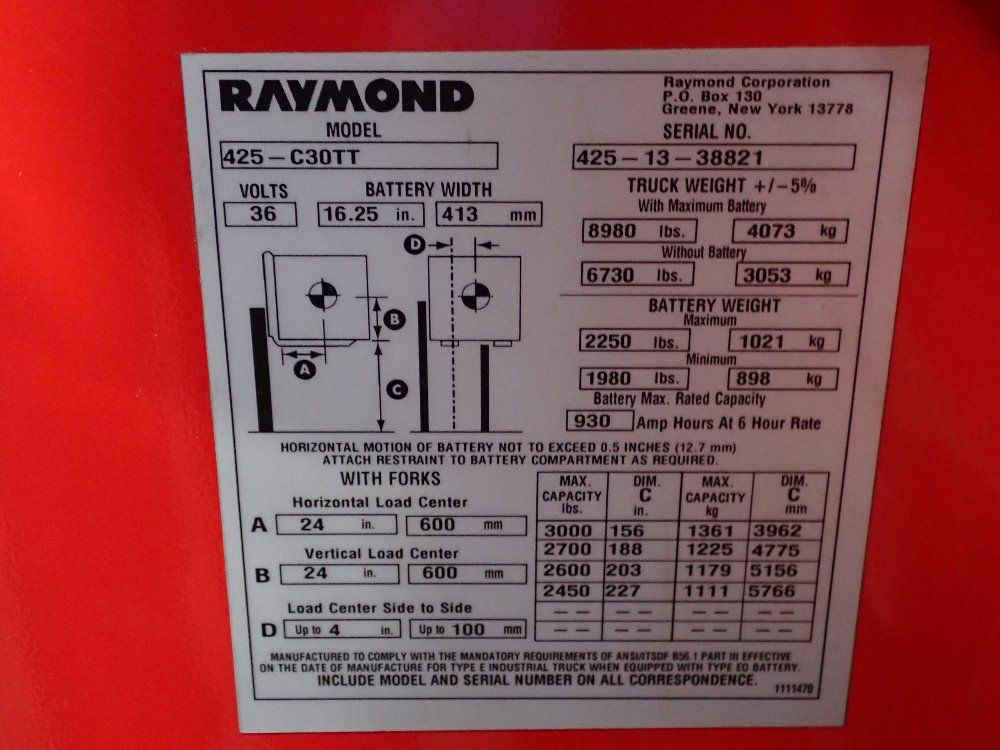 RAYMOND
Raymond Corporation
P.O. Box 130
Greene, New York 13778
MODEL
425-C30TT
SERIAL NO.
425-13-38821
VOLTS
36
BATTERY WIDTH
16.25 in. 413 mm
TRUCK WEIGHT +/-5%
With Maximum Battery
8980 lbs. 4073 kg
Without Battery
6730 lbs. 3053 kg
BATTERY WEIGHT
Maximum
2250 lbs. 1021 kg
Minimum
1980 lbs. 898 kg
Battery Max. Rated Capacity
930 Amp Hours At 6 Hour Rate
D
B
A
C
HORIZONTAL MOTION OF BATTERY NOT TO EXCEED 0.5 INCHES (12.7 mm)
ATTACH RESTRAINT TO BATTERY COMPARTMENT AS REQUIRED.
WITH FORKS
Horizontal Load Center
A 24 in. 600 mm
Vertical Load Center
B 24 in. 600 mm
Load Center Side to Side
D Up to 4 in. Up to 100 mm
MAX. CAPACITY lbs. DIM. C in. MAX. CAPACITY kg DIM. C mm
3000 156 1361 3962
2700 188 1225 4775
2600 203 1179 5156
2450 227 1111 5766
-- -- -- --
-- -- -- --
MANUFACTURED TO COMPLY WITH THE MANDATORY REQUIREMENTS OF ANSI/ITSDF B56.1 PART III EFFECTIVE
ON THE DATE OF MANUFACTURE FOR TYPE E INDUSTRIAL TRUCK WHEN EQUIPPED WITH TYPE EO BATTERY.
INCLUDE MODEL AND SERIAL NUMBER ON ALL CORRESPONDENCE.
1111470